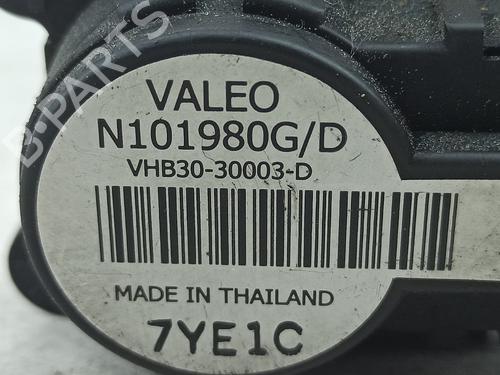 B-PARTS
VALEO
N101980G/D
VHB30-30003-D
MADE IN THAILAND
7YE1C